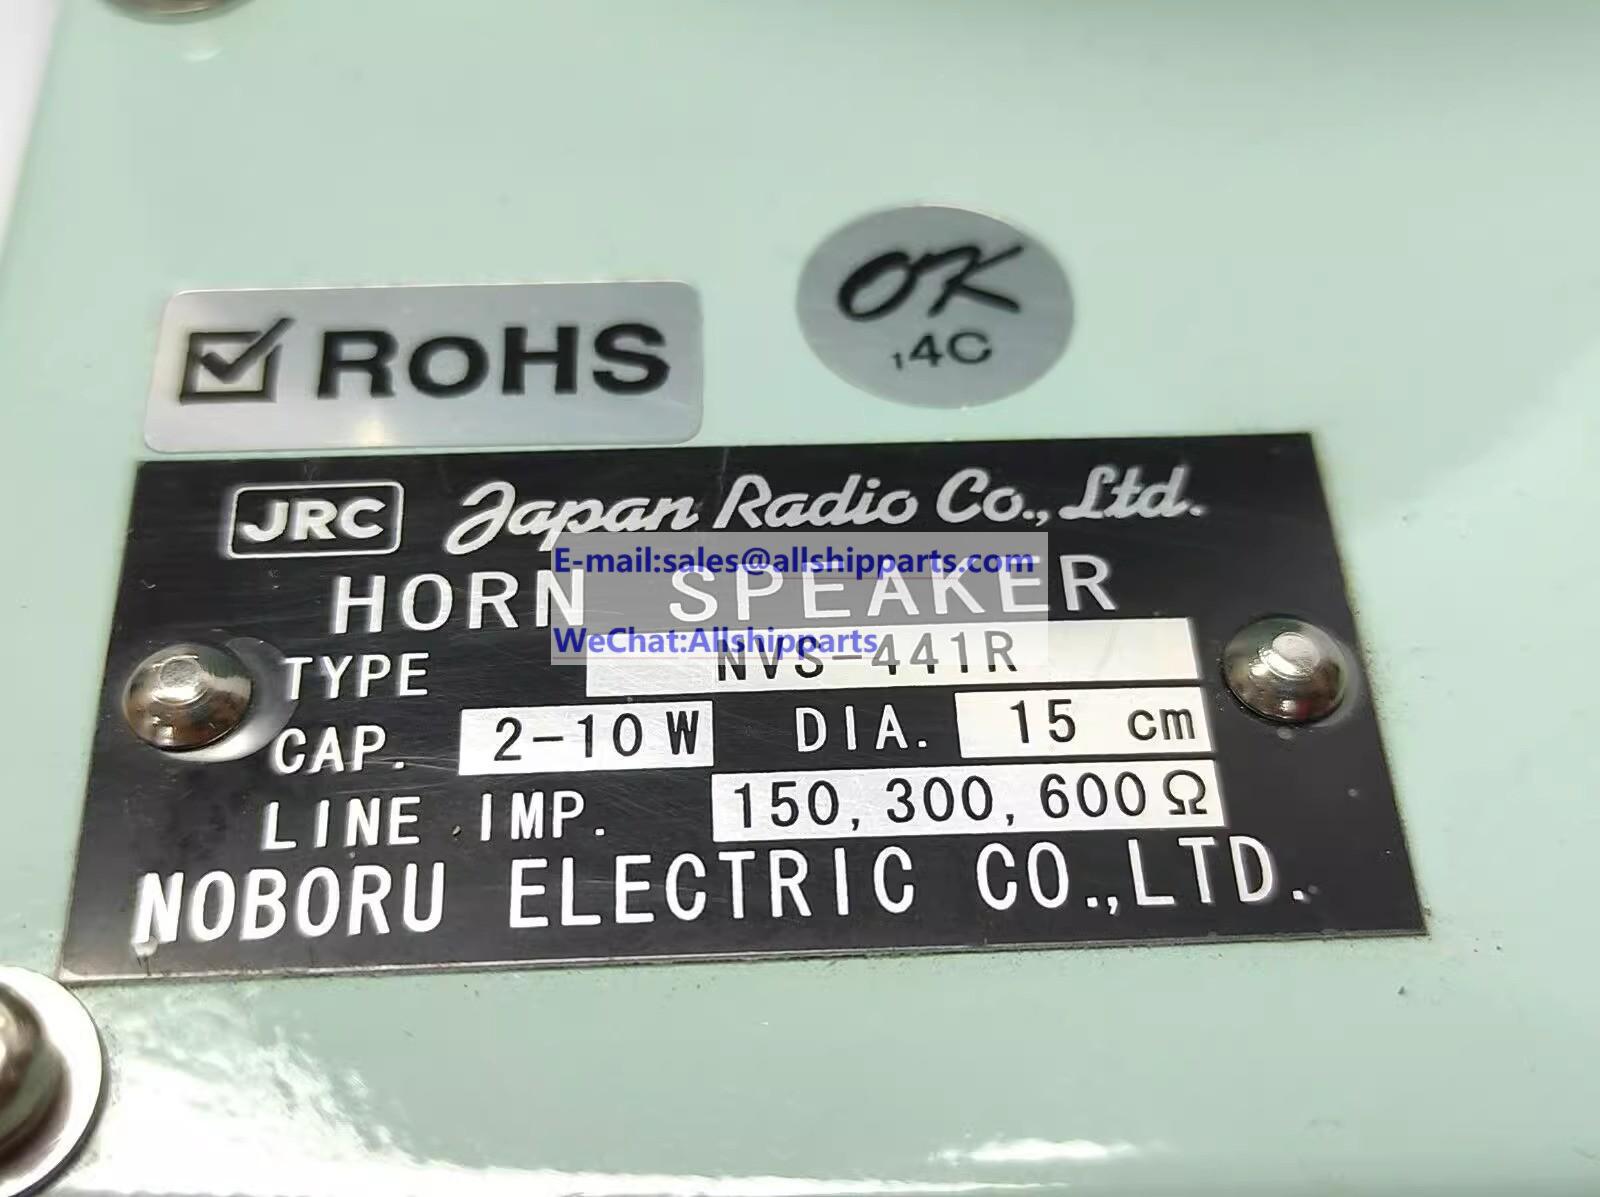 OK
14C
RoHS
JRC Japan Radio Co., Ltd.
E-mail:sales@allshipparts.com
HORN SPEAKER
WeChat:Allshipparts
TYPE NVS-441R
CAP. 2-10W DIA. 15 cm
LINE IMP. 150, 300, 600Ω
NOBORU ELECTRIC CO.,LTD.